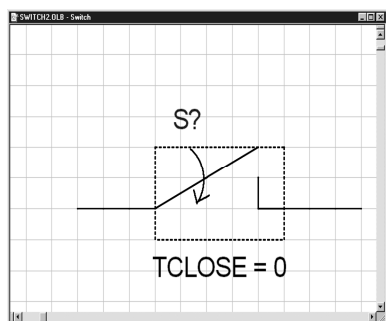 SWITCH2.OLB - Switch
S?
TCLOSE = 0